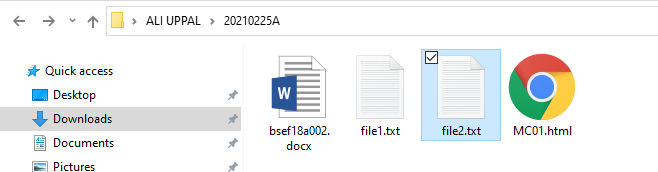 ALI UPPAL > 20210225A
Quick access
Desktop
Downloads
Documents
Pictures
W
bsef18a002.
docx
file1.txt
file2.txt
MC01.html